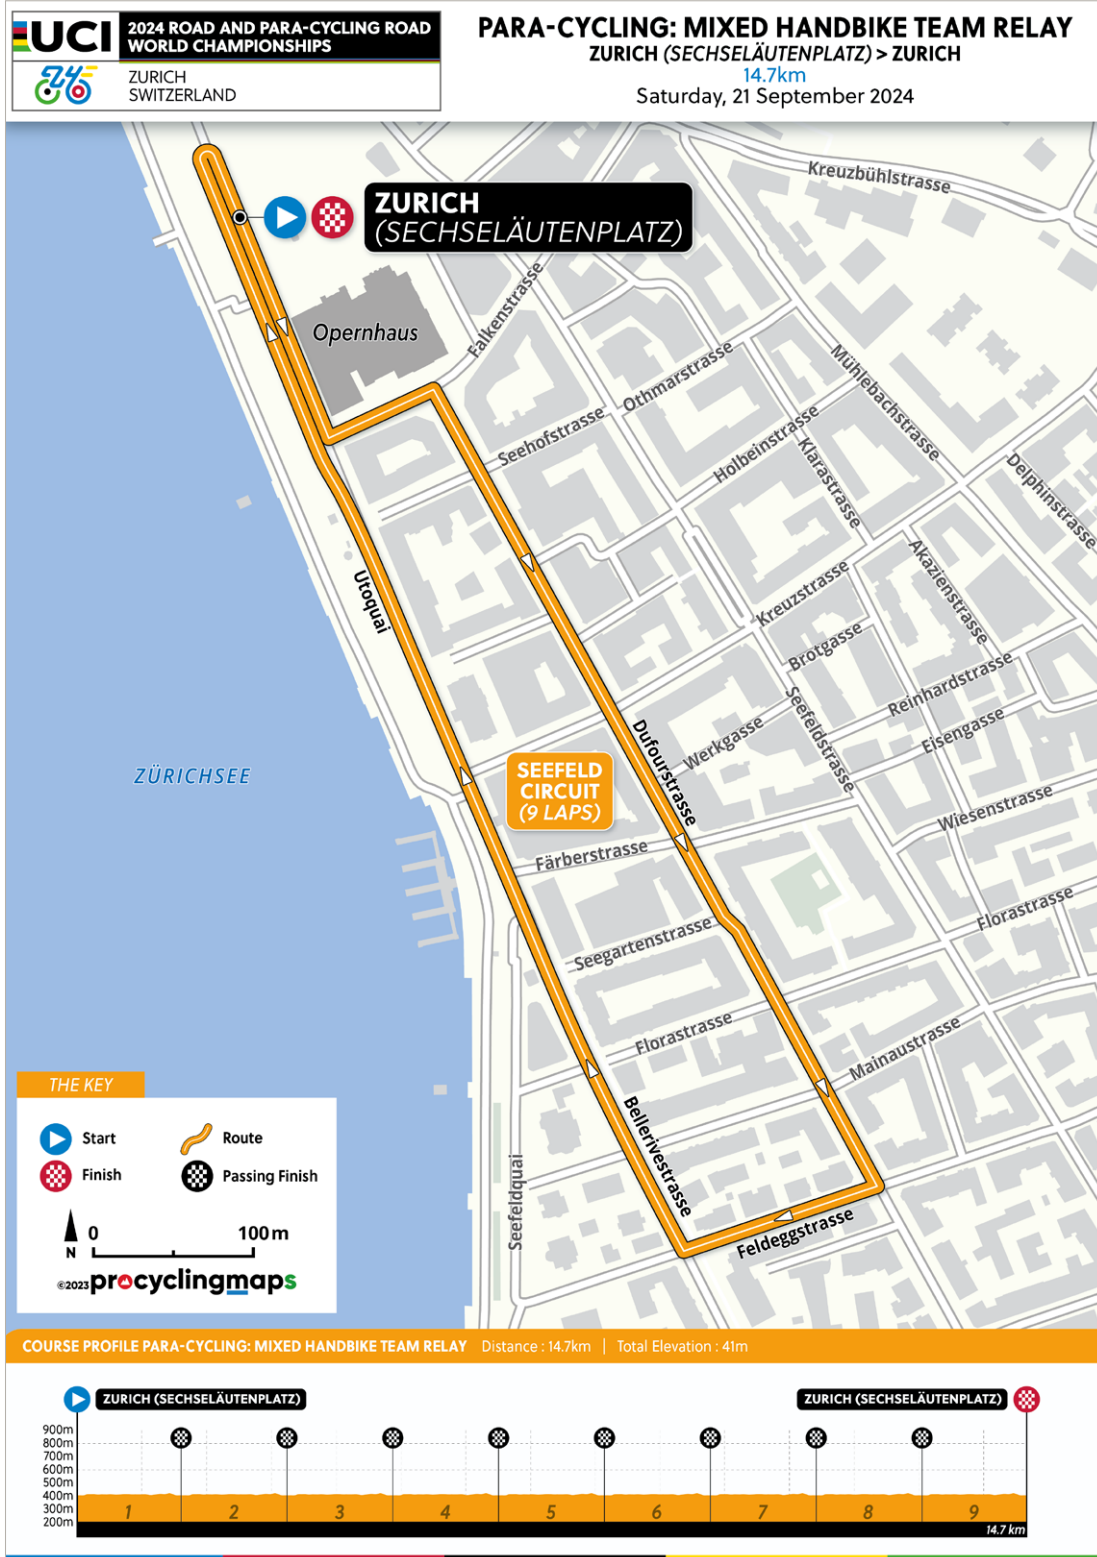 UCI
2024 ROAD AND PARA-CYCLING ROAD
WORLD CHAMPIONSHIPS
ZURICH
SWITZERLAND
PARA-CYCLING: MIXED HANDBIKE TEAM RELAY
ZURICH (SECHSELÄUTENPLATZ) > ZURICH
14.7km
Saturday, 21 September 2024
Kreuzbühlstrasse
ZURICH
(SECHSELÄUTENPLATZ)
Opernhaus
Falkenstrasse
Othmarstrasse
Mühlebachstrasse
Seehofstrasse
Holbeinstrasse
Klarastrasse
Delphinstrasse
Utoquai
Kreuzstrasse
Akazienstrasse
Brotgasse
Reinhardstrasse
Seefeldstrasse
Eisengasse
Dufourstrasse
Werkgasse
ZÜRICHSEE
SEEFELD
CIRCUIT
(9 LAPS)
Wiesenstrasse
Färberstrasse
Florastrasse
Seegartenstrasse
Florastrasse
Mainaustrasse
Bellerivestrasse
Seefeldquai
Feldeggstrasse
THE KEY
Start
Route
Finish
Passing Finish
N
0 100 m
©2023 procyclingmaps
COURSE PROFILE PARA-CYCLING: MIXED HANDBIKE TEAM RELAY Distance : 14.7km | Total Elevation : 41m
ZURICH (SECHSELÄUTENPLATZ)
ZURICH (SECHSELÄUTENPLATZ)
900m
800m
700m
600m
500m
400m
300m
200m
1 2 3 4 5 6 7 8 9
14.7 km